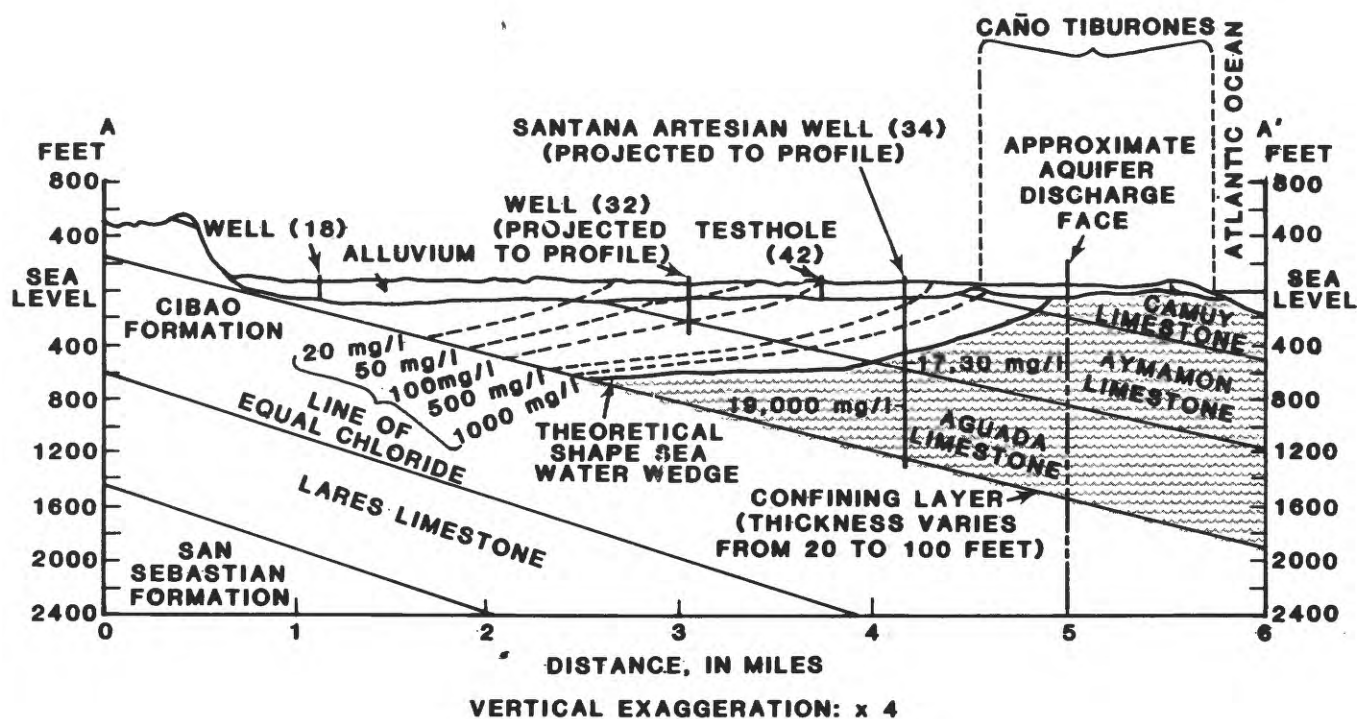 CAÑO TIBURONES
ATLANTIC OCEAN
A
FEET
800
400
SEA
LEVEL
400
800
1200
1600
2000
2400
SANTANA ARTESIAN WELL (34)
(PROJECTED TO PROFILE)
APPROXIMATE
AQUIFER
DISCHARGE
FACE
A'
FEET
800
400
SEA
LEVEL
400
800
1200
1600
2000
2400
WELL (18)
ALLUVIUM
WELL (32)
(PROJECTED
TO PROFILE)
TESTHOLE
(42)
CIBAO
FORMATION
20 mg/l
50 mg/l
100mg/l
500 mg/l
1000 mg/l
LINE OF
EQUAL CHLORIDE
THEORETICAL
SHAPE SEA
WATER WEDGE
17,30 mg/l
19,000 mg/l
CAMUY
LIMESTONE
AYMAMON
LIMESTONE
AGUADA
LIMESTONE
LARES LIMESTONE
CONFINING LAYER
(THICKNESS VARIES
FROM 20 TO 100 FEET)
SAN
SEBASTIAN
FORMATION
0 1 2 3 4 5 6
DISTANCE, IN MILES
VERTICAL EXAGGERATION: x 4